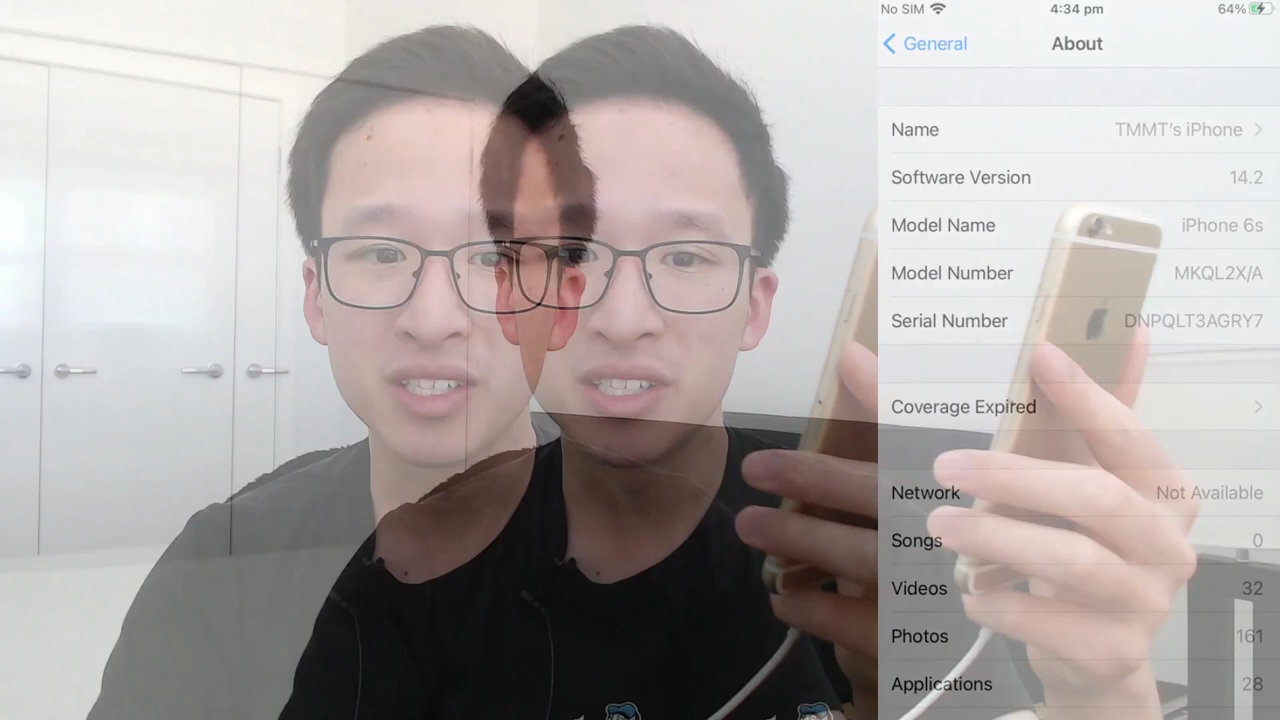 No SIM 4:34 pm 64%
General About
Name TMMT's iPhone
Software Version 14.2
Model Name iPhone 6s
Model Number MKQL2X/A
Serial Number DNPQLT3AGRY7
Coverage Expired
Network Not Available
Songs 0
Videos 32
Photos 161
Applications 28